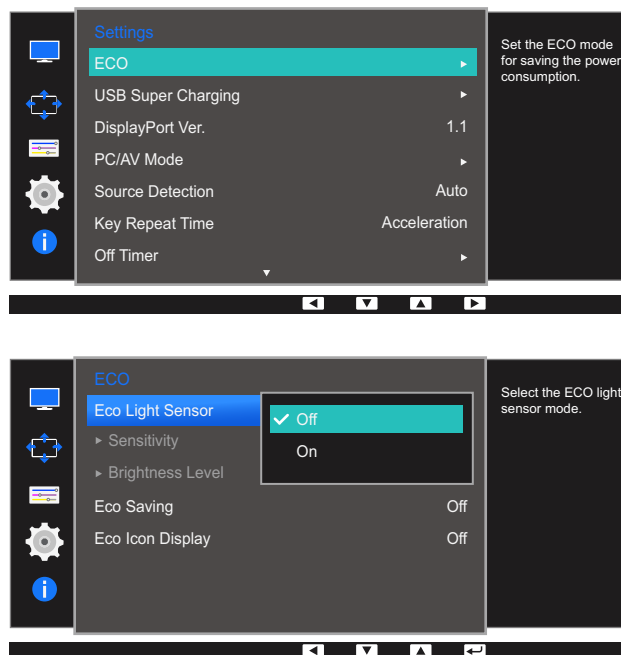 Settings
Set the ECO mode
for saving the power
consumption.
ECO
USB Super Charging
DisplayPort Ver. 1.1
PC/AV Mode
Source Detection Auto
Key Repeat Time Acceleration
Off Timer
ECO
Select the ECO light
sensor mode.
Eco Light Sensor
Off
Sensitivity
On
Brightness Level
Eco Saving Off
Eco Icon Display Off